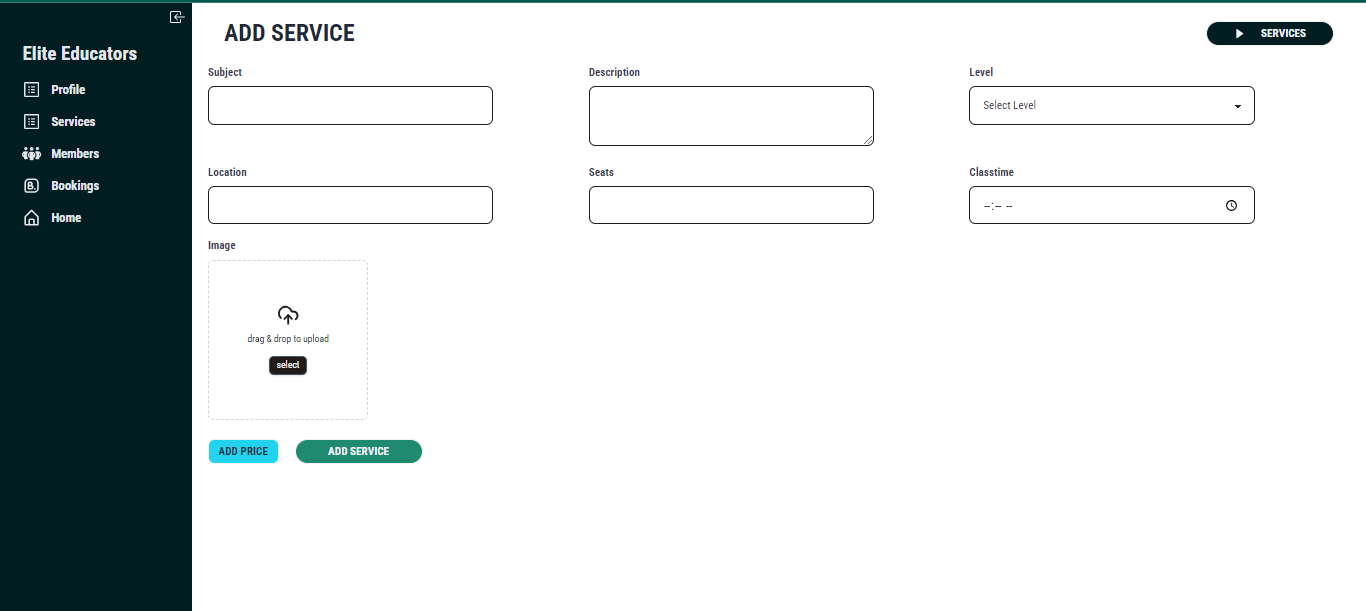 Elite Educators
Profile
Services
Members
Bookings
Home
ADD SERVICE
SERVICES
Subject
Description
Level
Select Level
Location
Seats
Classtime
--:-- --
Image
drag & drop to upload
select
ADD PRICE
ADD SERVICE